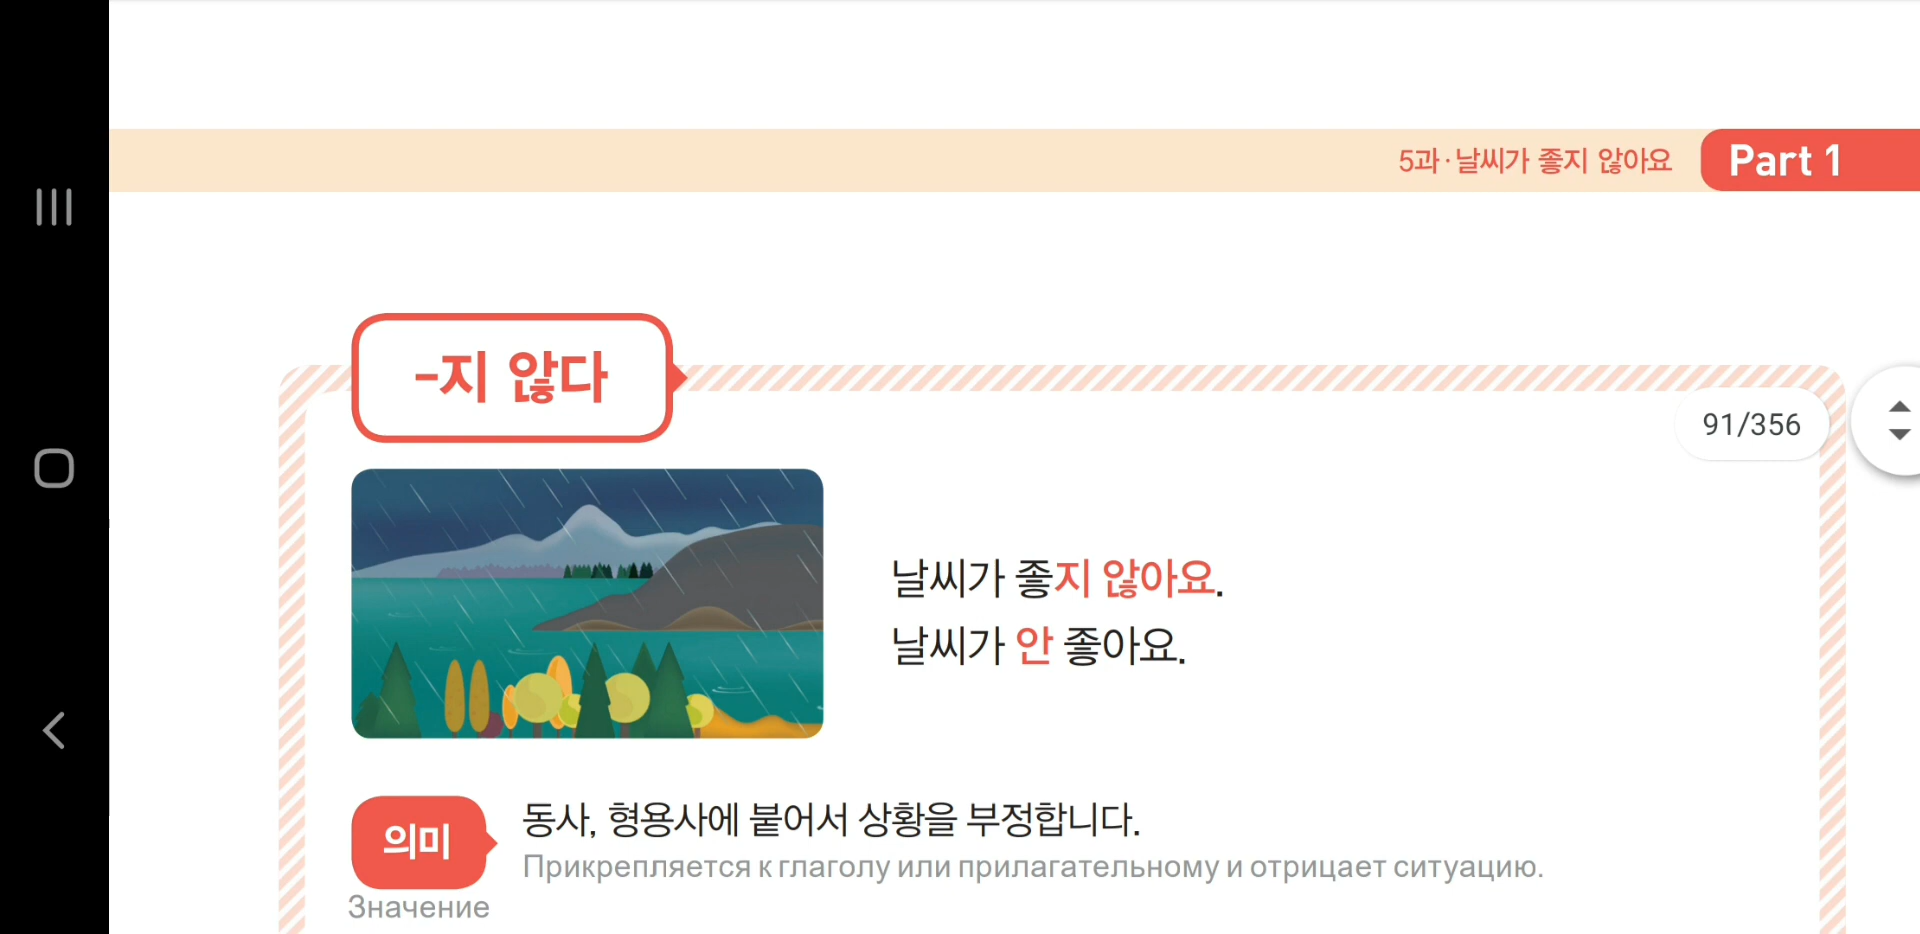 5과·날씨가 좋지 않아요 Part 1
-지 않다
91/356
날씨가 좋지 않아요.
날씨가 안 좋아요.
의미
동사, 형용사에 붙어서 상황을 부정합니다.
Прикрепляется к глаголу или прилагательному и отрицает ситуацию.
Значение